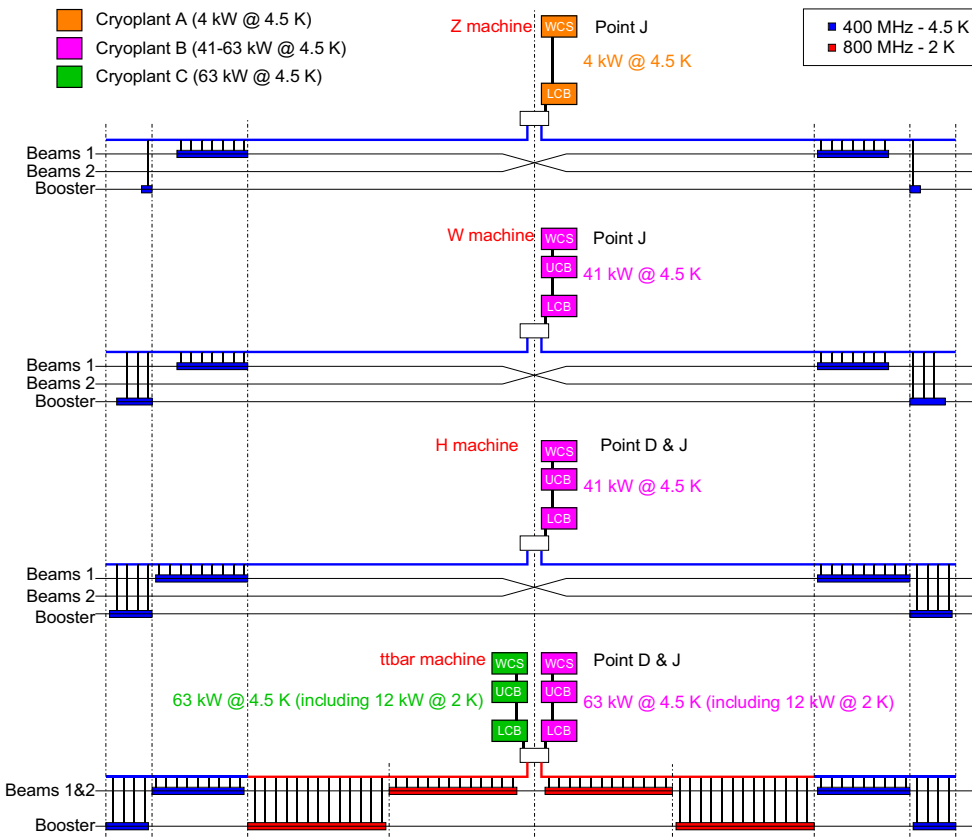 Cryoplant A (4 kW @ 4.5 K)
Cryoplant B (41-63 kW @ 4.5 K)
Cryoplant C (63 kW @ 4.5 K)
400 MHz - 4.5 K
800 MHz - 2 K
Z machine
WCS
Point J
4 kW @ 4.5 K
LCB
Beams 1
Beams 2
Booster
W machine
WCS
Point J
UCB
41 kW @ 4.5 K
LCB
Beams 1
Beams 2
Booster
H machine
WCS
Point D & J
UCB
41 kW @ 4.5 K
LCB
Beams 1
Beams 2
Booster
ttbar machine
WCS
WCS
Point D & J
63 kW @ 4.5 K (including 12 kW @ 2 K)
UCB
UCB
63 kW @ 4.5 K (including 12 kW @ 2 K)
LCB
LCB
Beams 1&2
Booster